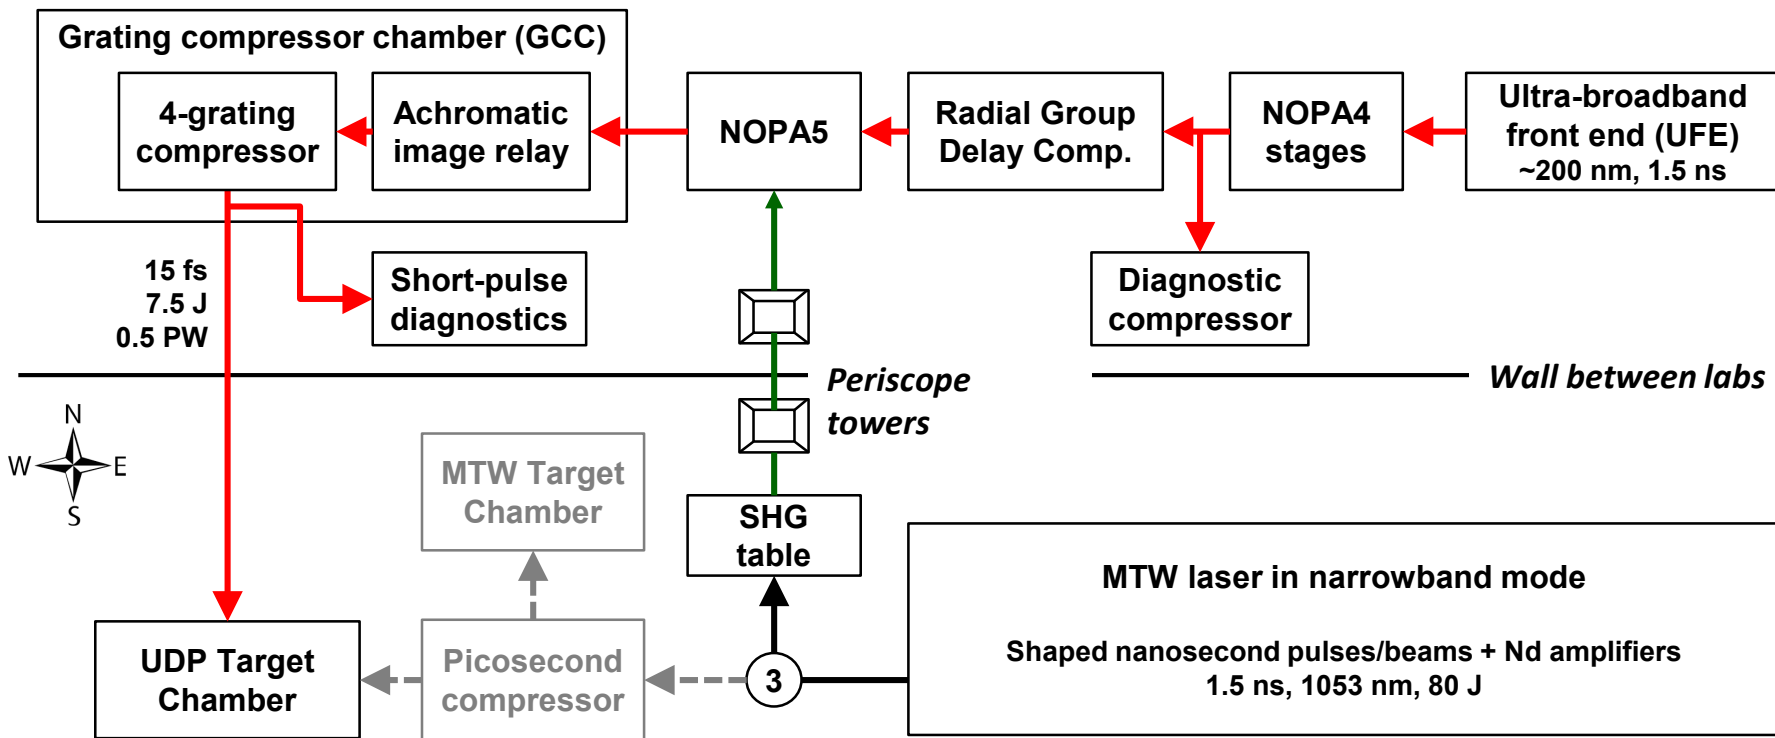 Grating compressor chamber (GCC)
4-grating
compressor
Achromatic
image relay
NOPA5
Radial Group
Delay Comp.
NOPA4
stages
Ultra-broadband
front end (UFE)
~200 nm, 1.5 ns
15 fs
7.5 J
0.5 PW
Short-pulse
diagnostics
Diagnostic
compressor
Periscope
towers
Wall between labs
N
W E
S
MTW Target
Chamber
SHG
table
MTW laser in narrowband mode
Shaped nanosecond pulses/beams + Nd amplifiers
1.5 ns, 1053 nm, 80 J
UDP Target
Chamber
Picosecond
compressor
3